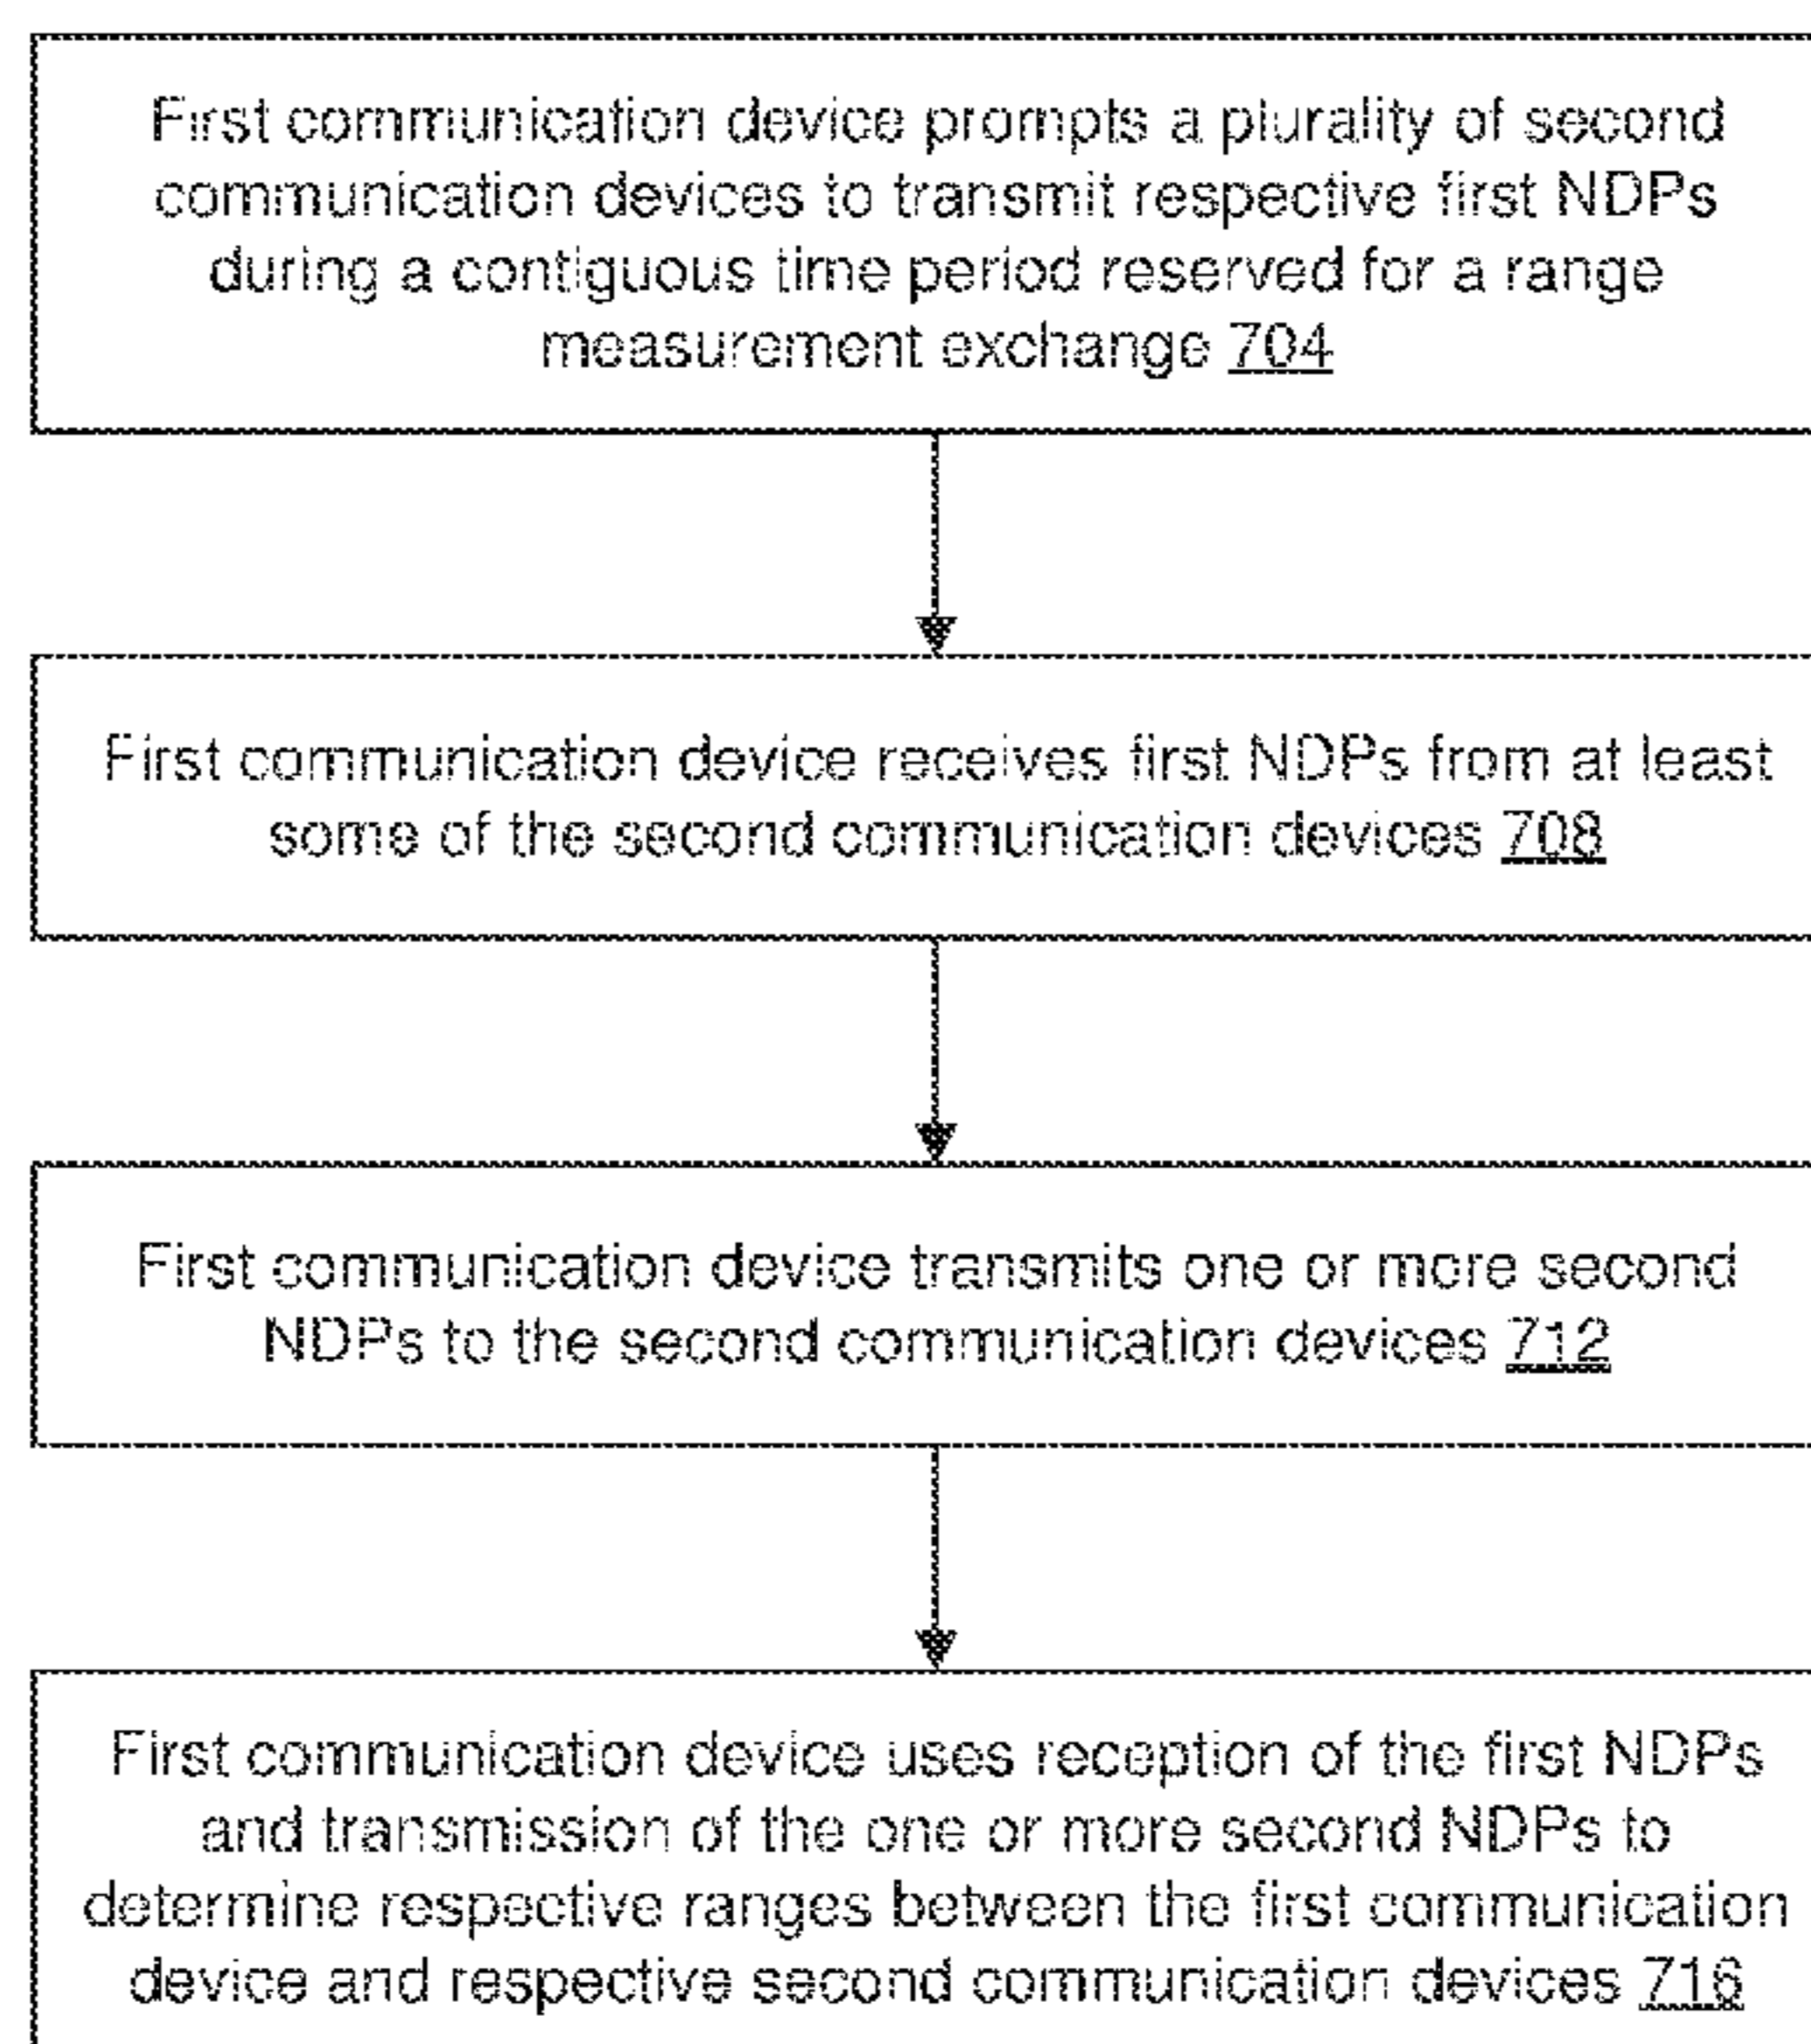 First communication device prompts a plurality of second
communication devices to transmit respective first NDPs
during a contiguous time period reserved for a range
measurement exchange 704
First communication device receives first NDPs from at least
some of the second communication devices 708
First communication device transmits one or more second
NDPs to the second communication devices 712
First communication device uses reception of the first NDPs
and transmission of the one or more second NDPs to
determine respective ranges between the first communication
device and respective second communication devices 716